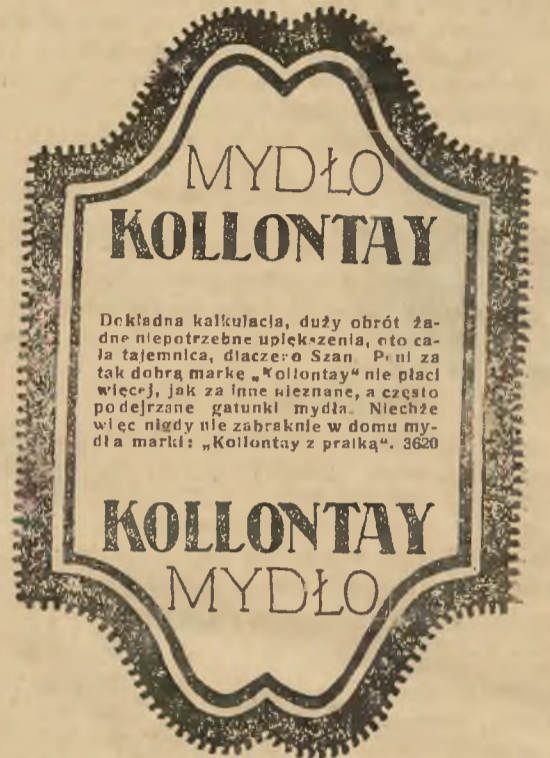 MYDŁO
KOLLONTAY
Dokładna kalkulacja, duży obrót ża-
dne niepotrzebne upiększenia, oto ca-
ła tajemnica, dlaczego Szan. Pani za
tak dobrą markę „Kollontay“ nie płaci
więcej, jak za inne nieznane, a często
podejrzane gatunki mydła. Niechże
więc nigdy nie zabraknie w domu my-
dła marki: „Kollontay z pralką“. 3620
KOLLONTAY
MYDŁO